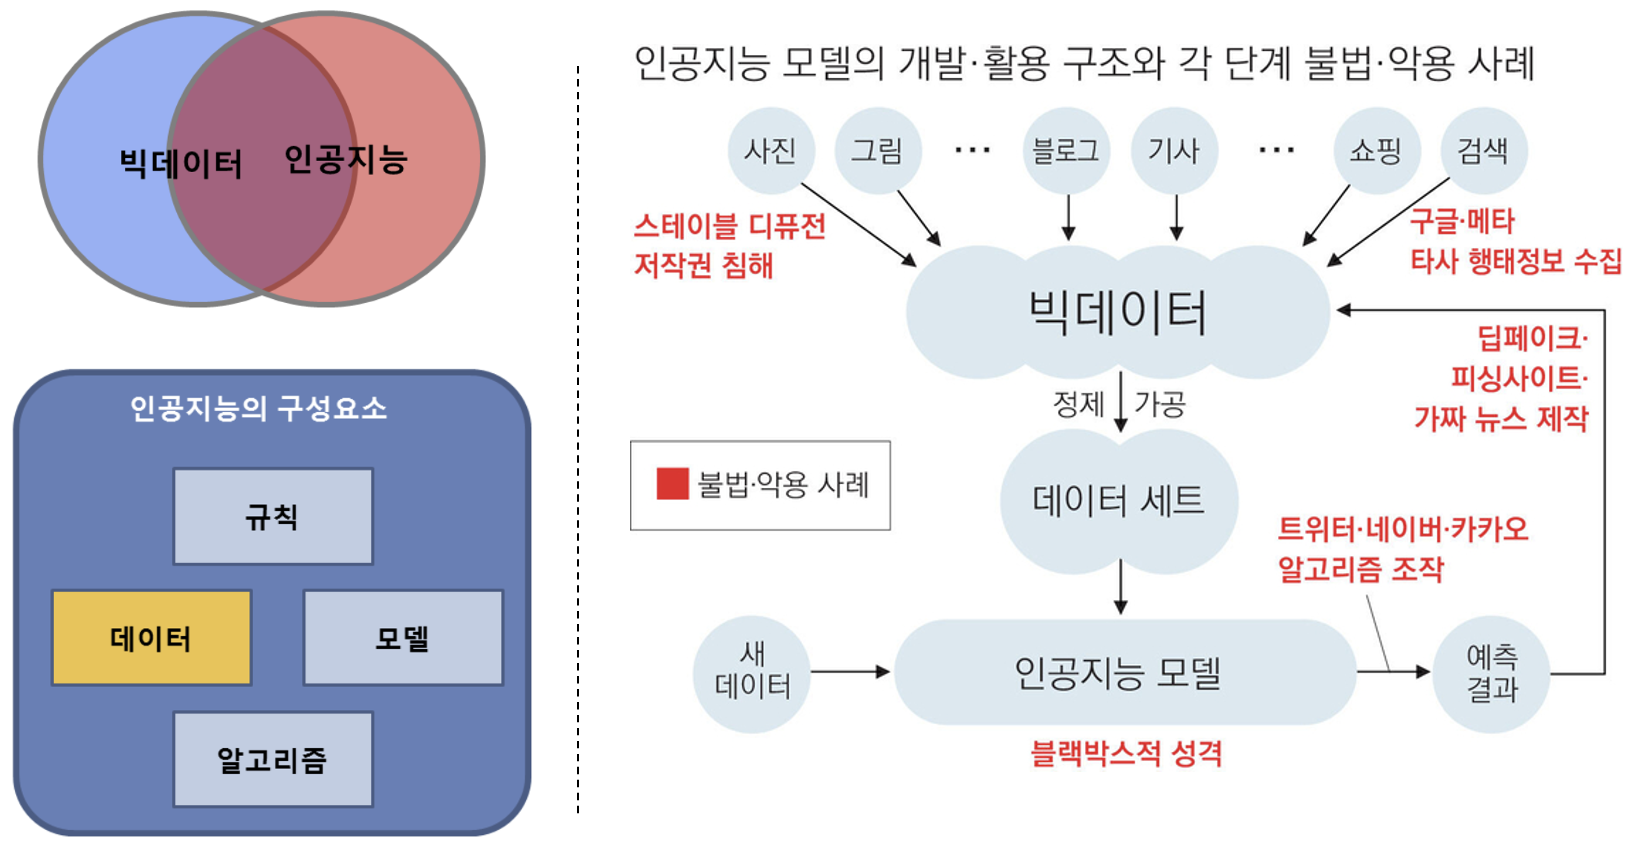 빅데이터
인공지능
인공지능의 구성요소
규칙
데이터
모델
알고리즘
인공지능 모델의 개발·활용 구조와 각 단계 불법·악용 사례
사진
그림
...
블로그
기사
...
쇼핑
검색
스테이블 디퓨전
저작권 침해
구글·메타
타사 행태정보 수집
빅데이터
딥페이크·
피싱사이트·
가짜 뉴스 제작
정제
가공
불법·악용 사례
데이터 세트
트위터·네이버·카카오
알고리즘 조작
새
데이터
인공지능 모델
예측
결과
블랙박스적 성격